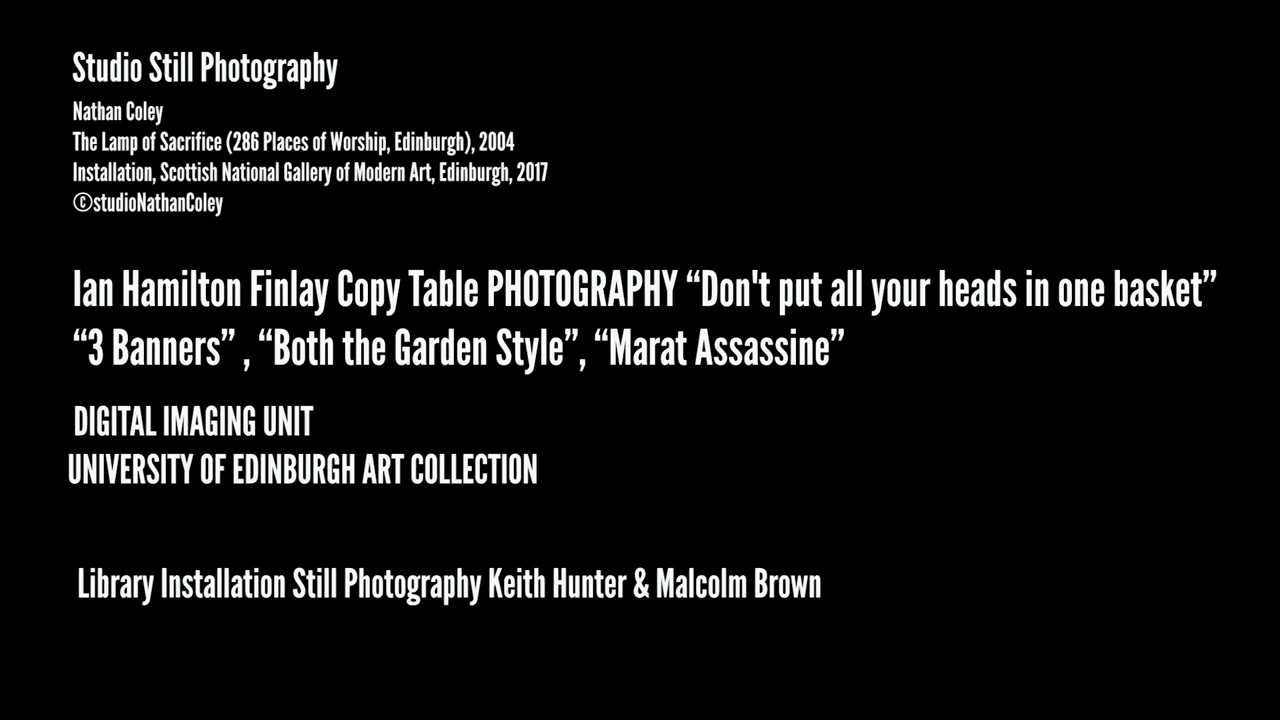 Studio Still Photography
Nathan Coley
The Lamp of Sacrifice (286 Places of Worship, Edinburgh), 2004
Installation, Scottish National Gallery of Modern Art, Edinburgh, 2017
©studioNathanColey
Ian Hamilton Finlay Copy Table PHOTOGRAPHY “Don't put all your heads in one basket”
“3 Banners” , “Both the Garden Style”, “Marat Assassine”
DIGITAL IMAGING UNIT
UNIVERSITY OF EDINBURGH ART COLLECTION
Library Installation Still Photography Keith Hunter & Malcolm Brown